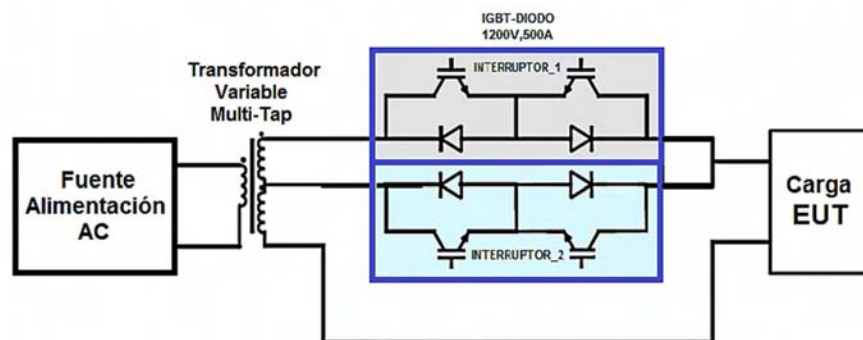 IGBT-DIODO
1200V,500A
Transformador
Variable
Multi-Tap
INTERRUPTOR_1
Fuente
Alimentación
AC
Carga
EUT
INTERRUPTOR_2